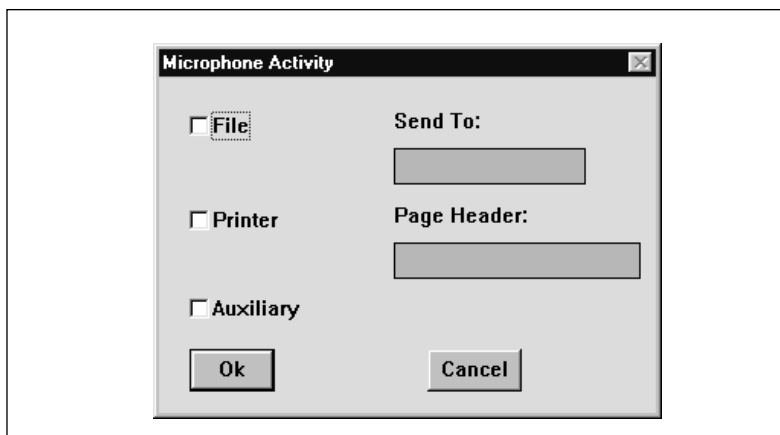 Microphone Activity
File
Send To:
Printer
Page Header:
Auxiliary
Ok
Cancel